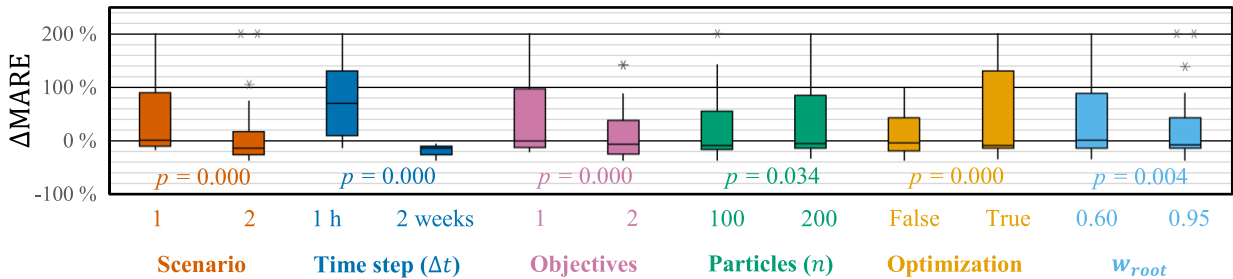 ΔMARE
200 %
100 %
0 %
-100 %
p = 0.000 p = 0.000 p = 0.000 p = 0.034 p = 0.000 p = 0.004
1 2 1 h 2 weeks 1 2 100 200 False True 0.60 0.95
Scenario Time step (Δt) Objectives Particles (n) Optimization w_root